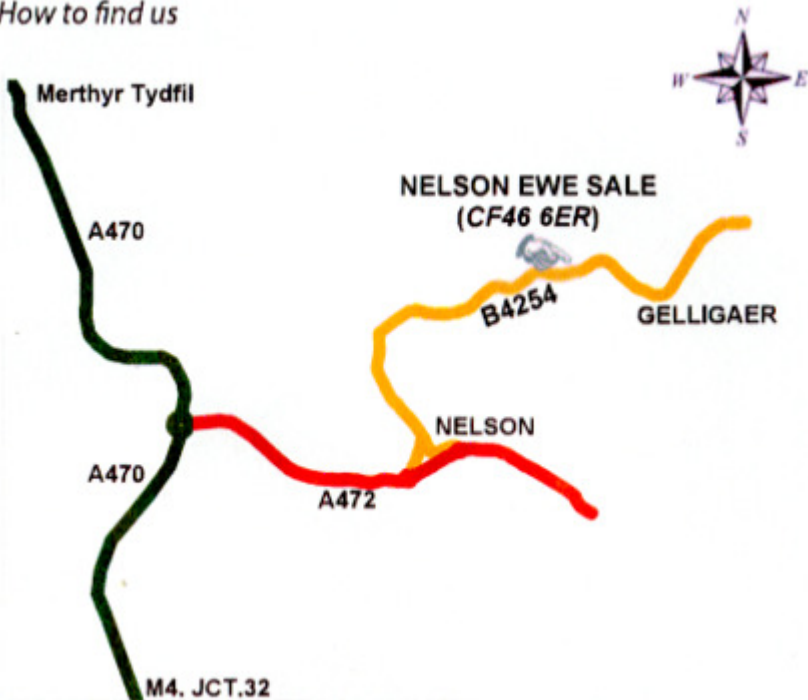 How to find us
N
W E
S
Merthyr Tydfil
A470
NELSON EWE SALE
(CF46 6ER)
B4254
GELLIGAER
NELSON
A470
A472
M4, JCT,32